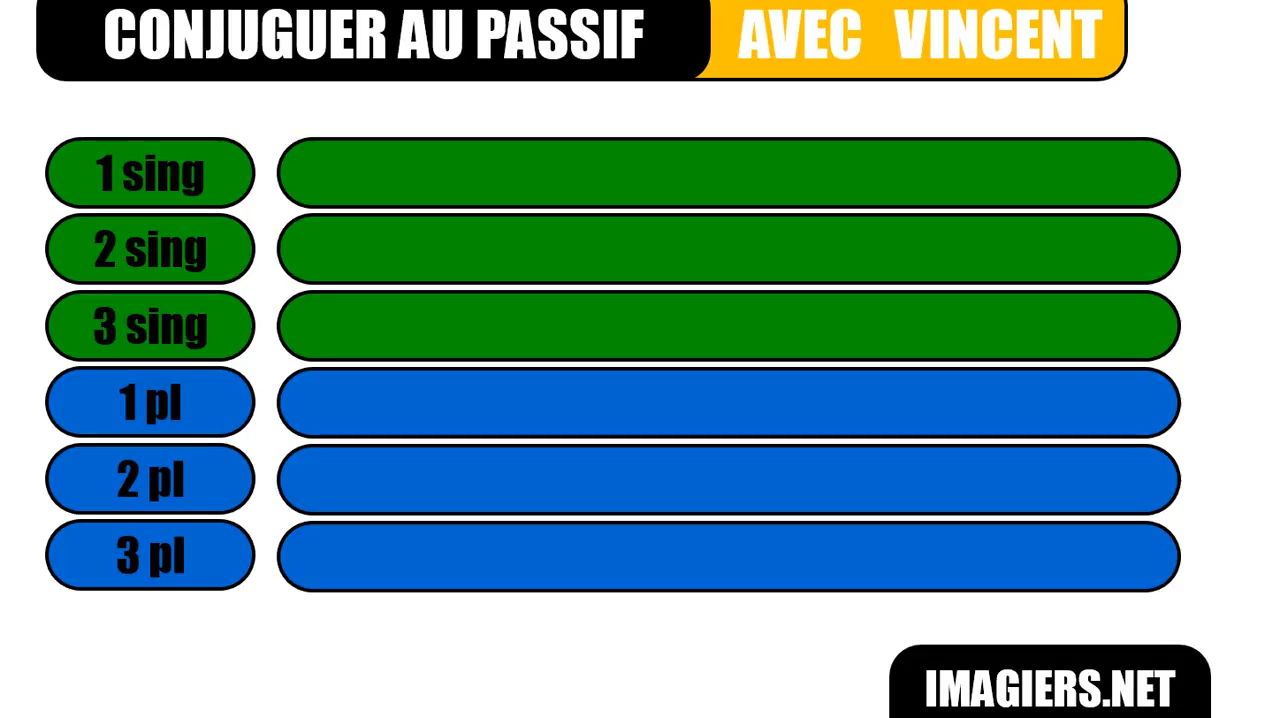 CONJUGUER AU PASSIF AVEC VINCENT
1 sing
2 sing
3 sing
1 pl
2 pl
3 pl
IMAGIERS.NET